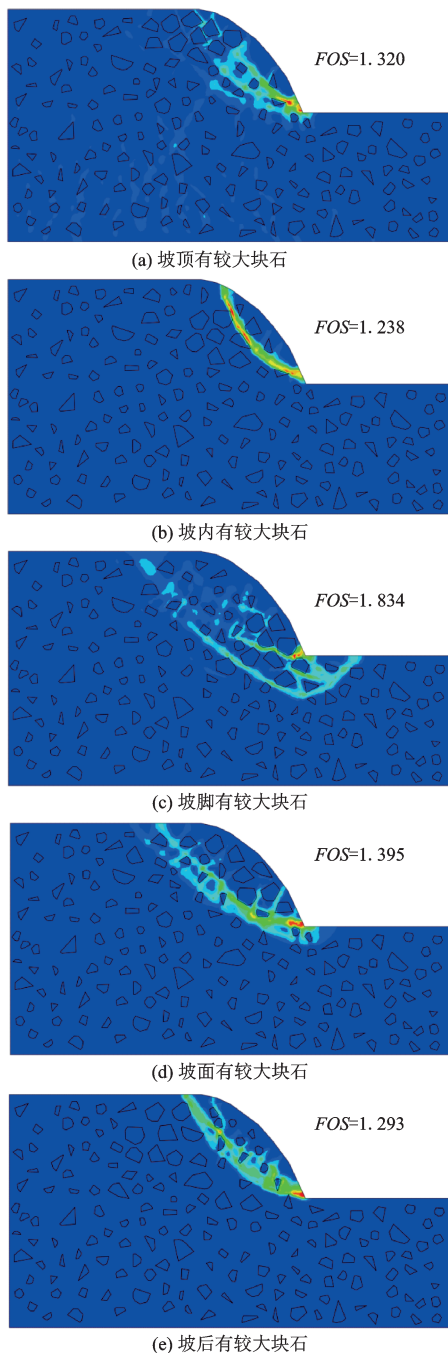 FOS=1.320
(a) 坡顶有较大块石
FOS=1.238
(b) 坡内有较大块石
FOS=1.834
(c) 坡脚有较大块石
FOS=1.395
(d) 坡面有较大块石
FOS=1.293
(e) 坡后有较大块石